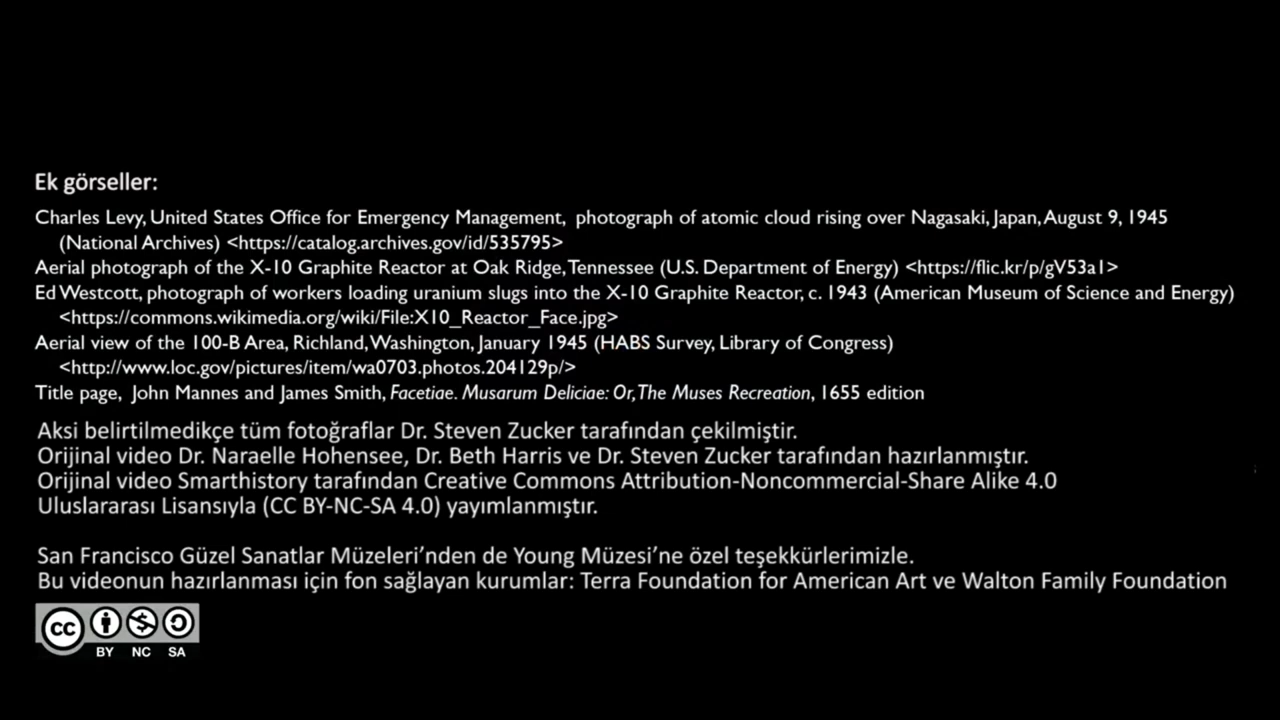 Ek görseller:
Charles Levy, United States Office for Emergency Management, photograph of atomic cloud rising over Nagasaki, Japan, August 9, 1945
(National Archives) <https://catalog.archives.gov/id/535795>
Aerial photograph of the X-10 Graphite Reactor at Oak Ridge, Tennessee (U.S. Department of Energy) <https://flic.kr/p/gV53a1>
Ed Westcott, photograph of workers loading uranium slugs into the X-10 Graphite Reactor, c. 1943 (American Museum of Science and Energy)
<https://commons.wikimedia.org/wiki/File:X10_Reactor_Face.jpg>
Aerial view of the 100-B Area, Richland, Washington, January 1945 (HABS Survey, Library of Congress)
<http://www.loc.gov/pictures/item/wa0703.photos.204129p/>
Title page, John Mannes and James Smith, Facetiae. Musarum Deliciae: Or, The Muses Recreation, 1655 edition
Aksi belirtilmedikçe tüm fotoğraflar Dr. Steven Zucker tarafından çekilmiştir.
Orijinal video Dr. Naraelle Hohensee, Dr. Beth Harris ve Dr. Steven Zucker tarafından hazırlanmıştır.
Orijinal video Smarthistory tarafından Creative Commons Attribution-Noncommercial-Share Alike 4.0
Uluslararası Lisansıyla (CC BY-NC-SA 4.0) yayımlanmıştır.
San Francisco Güzel Sanatlar Müzeleri’nden de Young Müzesi’ne özel teşekkürlerimizle.
Bu videonun hazırlanması için fon sağlayan kurumlar: Terra Foundation for American Art ve Walton Family Foundation
cc
BY NC SA